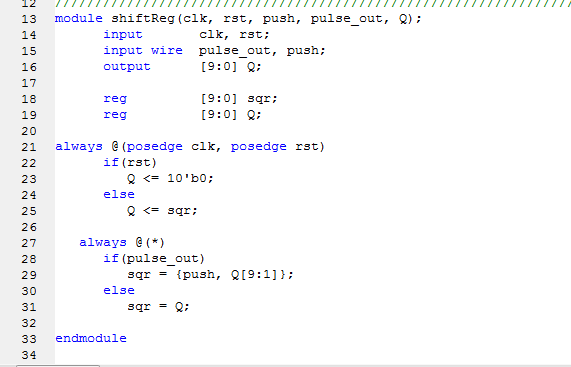 12 //////////////////////////////////////////////////////////////////
13 module shiftReg(clk, rst, push, pulse_out, Q);
14       input       clk, rst;
15       input wire  pulse_out, push;
16       output      [9:0] Q;
17
18       reg         [9:0] sqr;
19       reg         [9:0] Q;
20
21 always @(posedge clk, posedge rst)
22       if(rst)
23          Q <= 10'b0;
24       else
25          Q <= sqr;
26
27    always @(*)
28       if(pulse_out)
29          sqr = {push, Q[9:1]};
30       else
31          sqr = Q;
32
33 endmodule
34